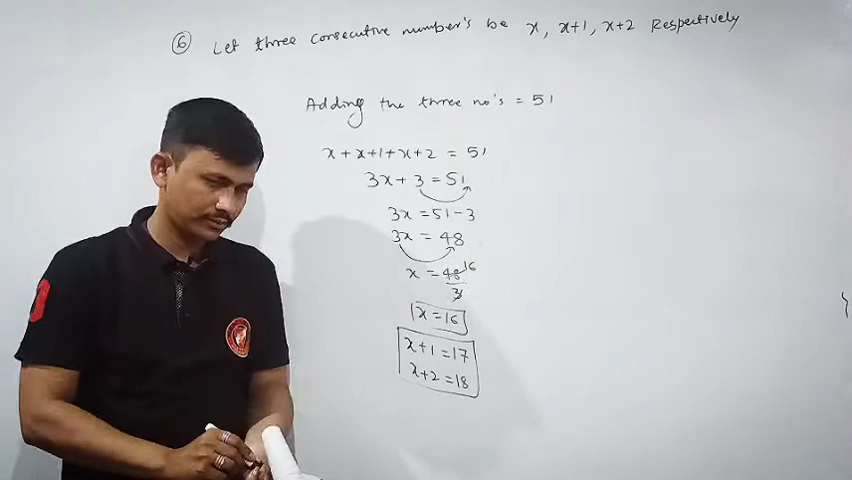 6 Let three consecutive number's be x, x+1, x+2 Respectively
Adding the three no's = 51
x + x+1 + x+2 = 51
3x + 3 = 51
3x = 51 - 3
3x = 48
x = 48/3 16
x = 16
x+1 = 17
x+2 = 18